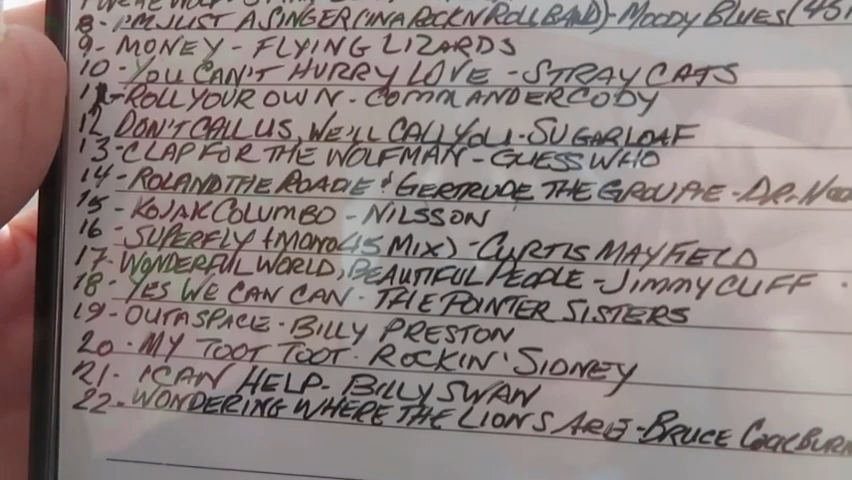 8- I'M JUST A SINGER (IN A ROCK N ROLL BAND)- MOODY BLUES (45
9- MONEY - FLYING LIZARDS
10- YOU CAN'T HURRY LOVE - STRAY CATS
11- ROLL YOUR OWN - COMMANDER CODY
12 DON'T CALL US, WE'LL CALL YOU - SUGARLOAF
13- CLAP FOR THE WOLFMAN - GUESS WHO
14- ROLAND THE ROADIE & GERTRUDE THE GROUPIE - DR.
15- KOJAK COLUMBO - NILSSON
16- SUPERFLY (MONO 45 MIX) - CURTIS MAYFIELD
17- WONDERFUL WORLD, BEAUTIFUL PEOPLE - JIMMY CLIFF
18- YES WE CAN CAN - THE POINTER SISTERS
19- OUTASPACE - BILLY PRESTON
20 - MY TOOT TOOT - ROCKIN' SIDNEY
21- I CAN HELP - BILLY SWAN
22- WONDERING WHERE THE LIONS ARE - BRUCE COCKBURN